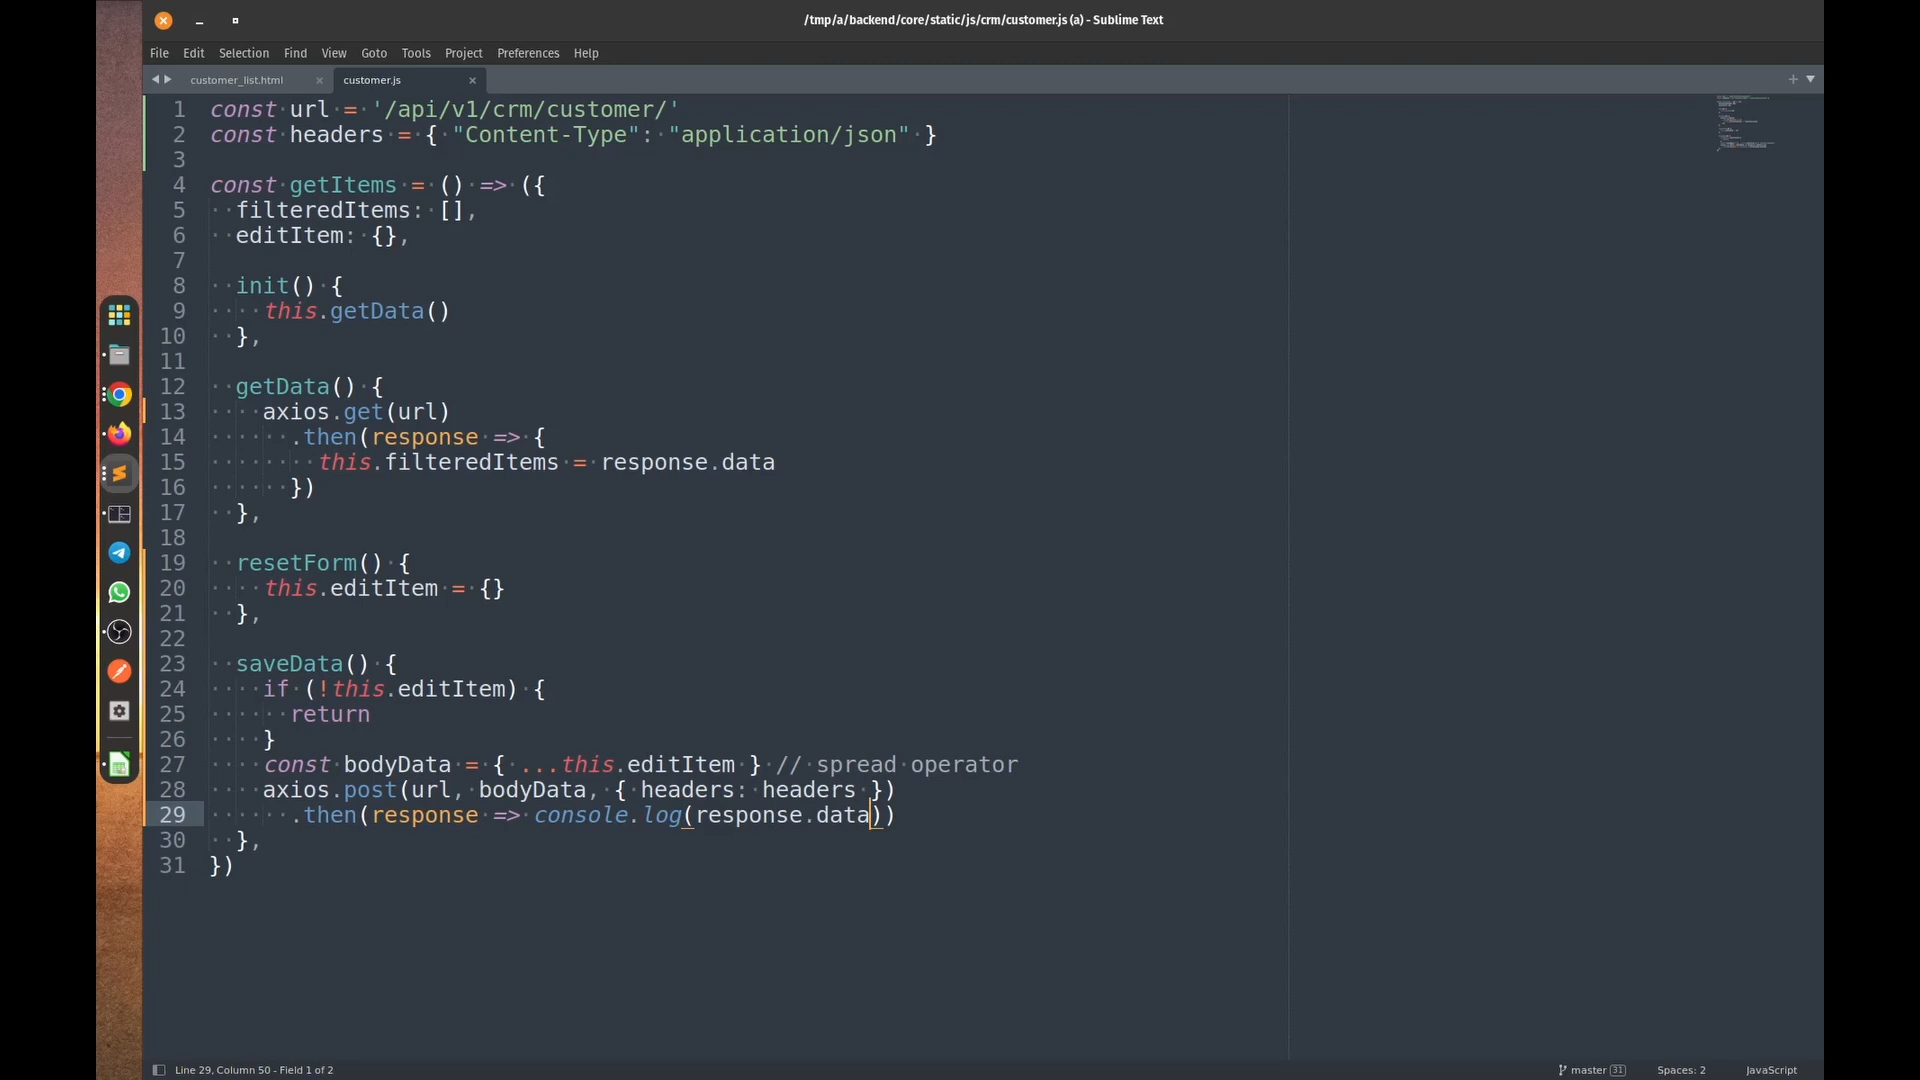 /tmp/a/backend/core/static/js/crm/customer.js (a) - Sublime Text
File Edit Selection Find View Goto Tools Project Preferences Help
customer_list.html customer.js
1 const url = '/api/v1/crm/customer/'
2 const headers = { "Content-Type": "application/json" }
3
4 const getItems = () => ({
5 filteredItems: [],
6 editItem: {},
7
8 init() {
9 this.getData()
10 },
11
12 getData() {
13 axios.get(url)
14 .then(response => {
15 this.filteredItems = response.data
16 })
17 },
18
19 resetForm() {
20 this.editItem = {}
21 },
22
23 saveData() {
24 if (!this.editItem) {
25 return
26 }
27 const bodyData = { ...this.editItem } // spread operator
28 axios.post(url, bodyData, { headers: headers })
29 .then(response => console.log(response.data))
30 },
31 })
Line 29, Column 50 - Field 1 of 2 master 31 Spaces: 2 JavaScript